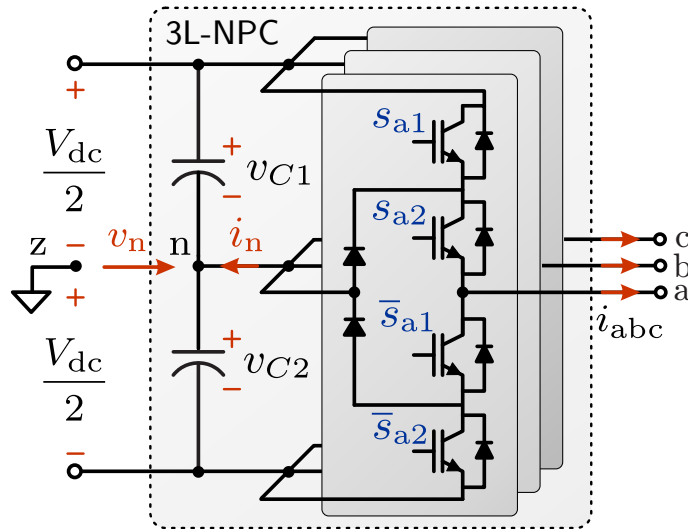 3L-NPC
+
V_dc/2
+
v_C1
−
s_a1
s_a2
z
−
v_n
n
i_n
c
b
a
+
s̅_a1
i_abc
V_dc/2
+
v_C2
−
s̅_a2
−